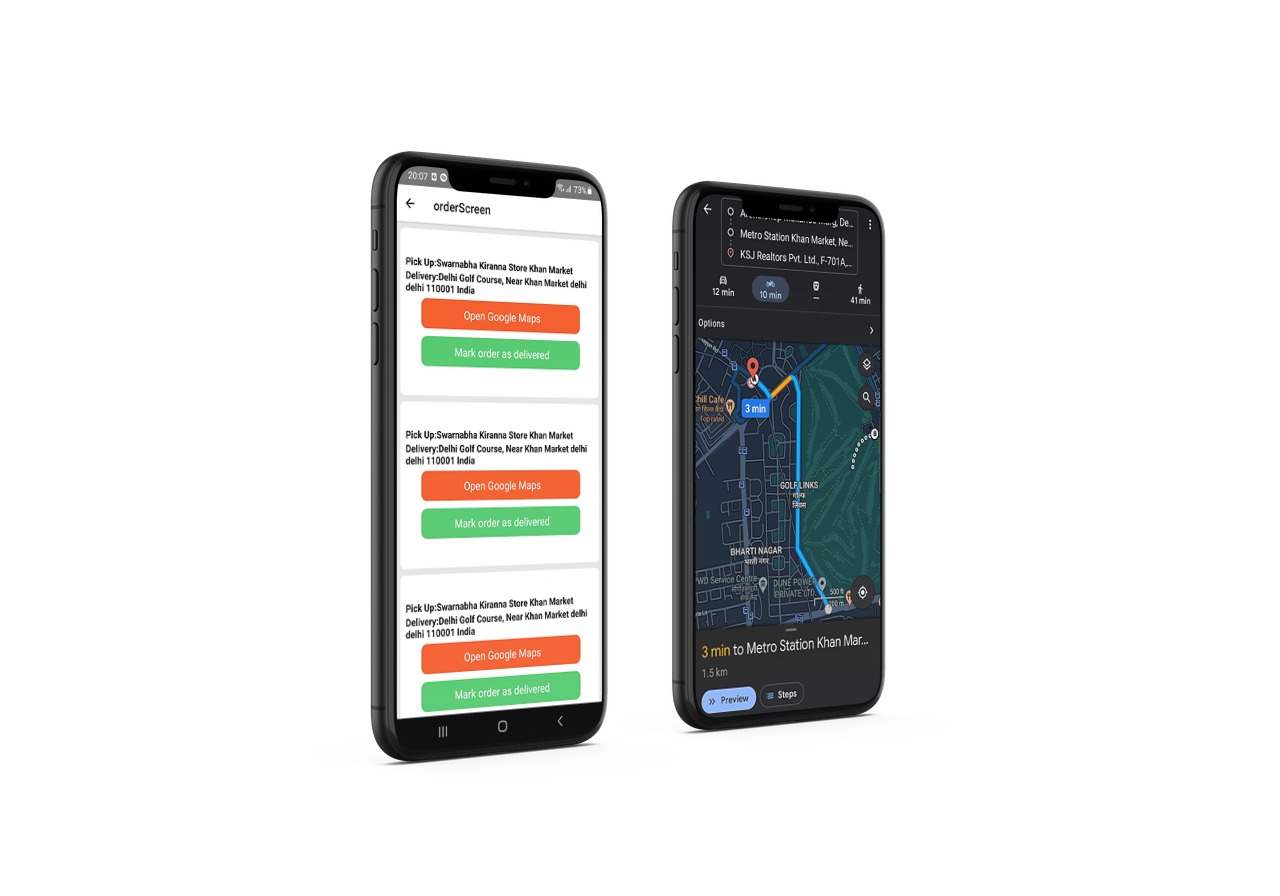 20:07
73%
orderScreen
Pick Up:Swarnabha Kiranna Store Khan Market
Delivery:Delhi Golf Course, Near Khan Market delhi
delhi 110001 India
Open Google Maps
Mark order as delivered
Pick Up:Swarnabha Kiranna Store Khan Market
Delivery:Delhi Golf Course, Near Khan Market delhi
delhi 110001 India
Open Google Maps
Mark order as delivered
Pick Up:Swarnabha Kiranna Store Khan Market
Delivery:Delhi Golf Course, Near Khan Market delhi
delhi 110001 India
Open Google Maps
Mark order as delivered
De...
Metro Station Khan Market, Ne...
KSJ Realtors Pvt. Ltd., F-701A,...
12 min
10 min
—
41 min
Options
hill Cafe
Top rated
3 min
GOLF LINKS
गोल्फ
लिंक्स
BHARTI NAGAR
भारती नगर
WD Service Centre
DUNE POWER
PRIVATE LTD.
500 ft
200 m
3 min to Metro Station Khan Mar...
1.5 km
Preview
Steps